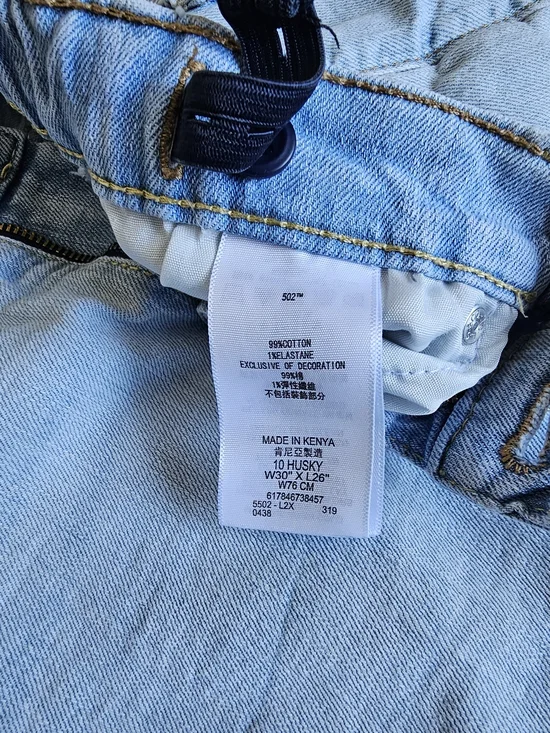 502™
99%COTTON
1%ELASTANE
EXCLUSIVE OF DECORATION
99%棉
1%彈性纖維
不包括裝飾部分
MADE IN KENYA
肯尼亞製造
10 HUSKY
W30" X L26"
W76 CM
617846738457
5502 - L2X
0438 319